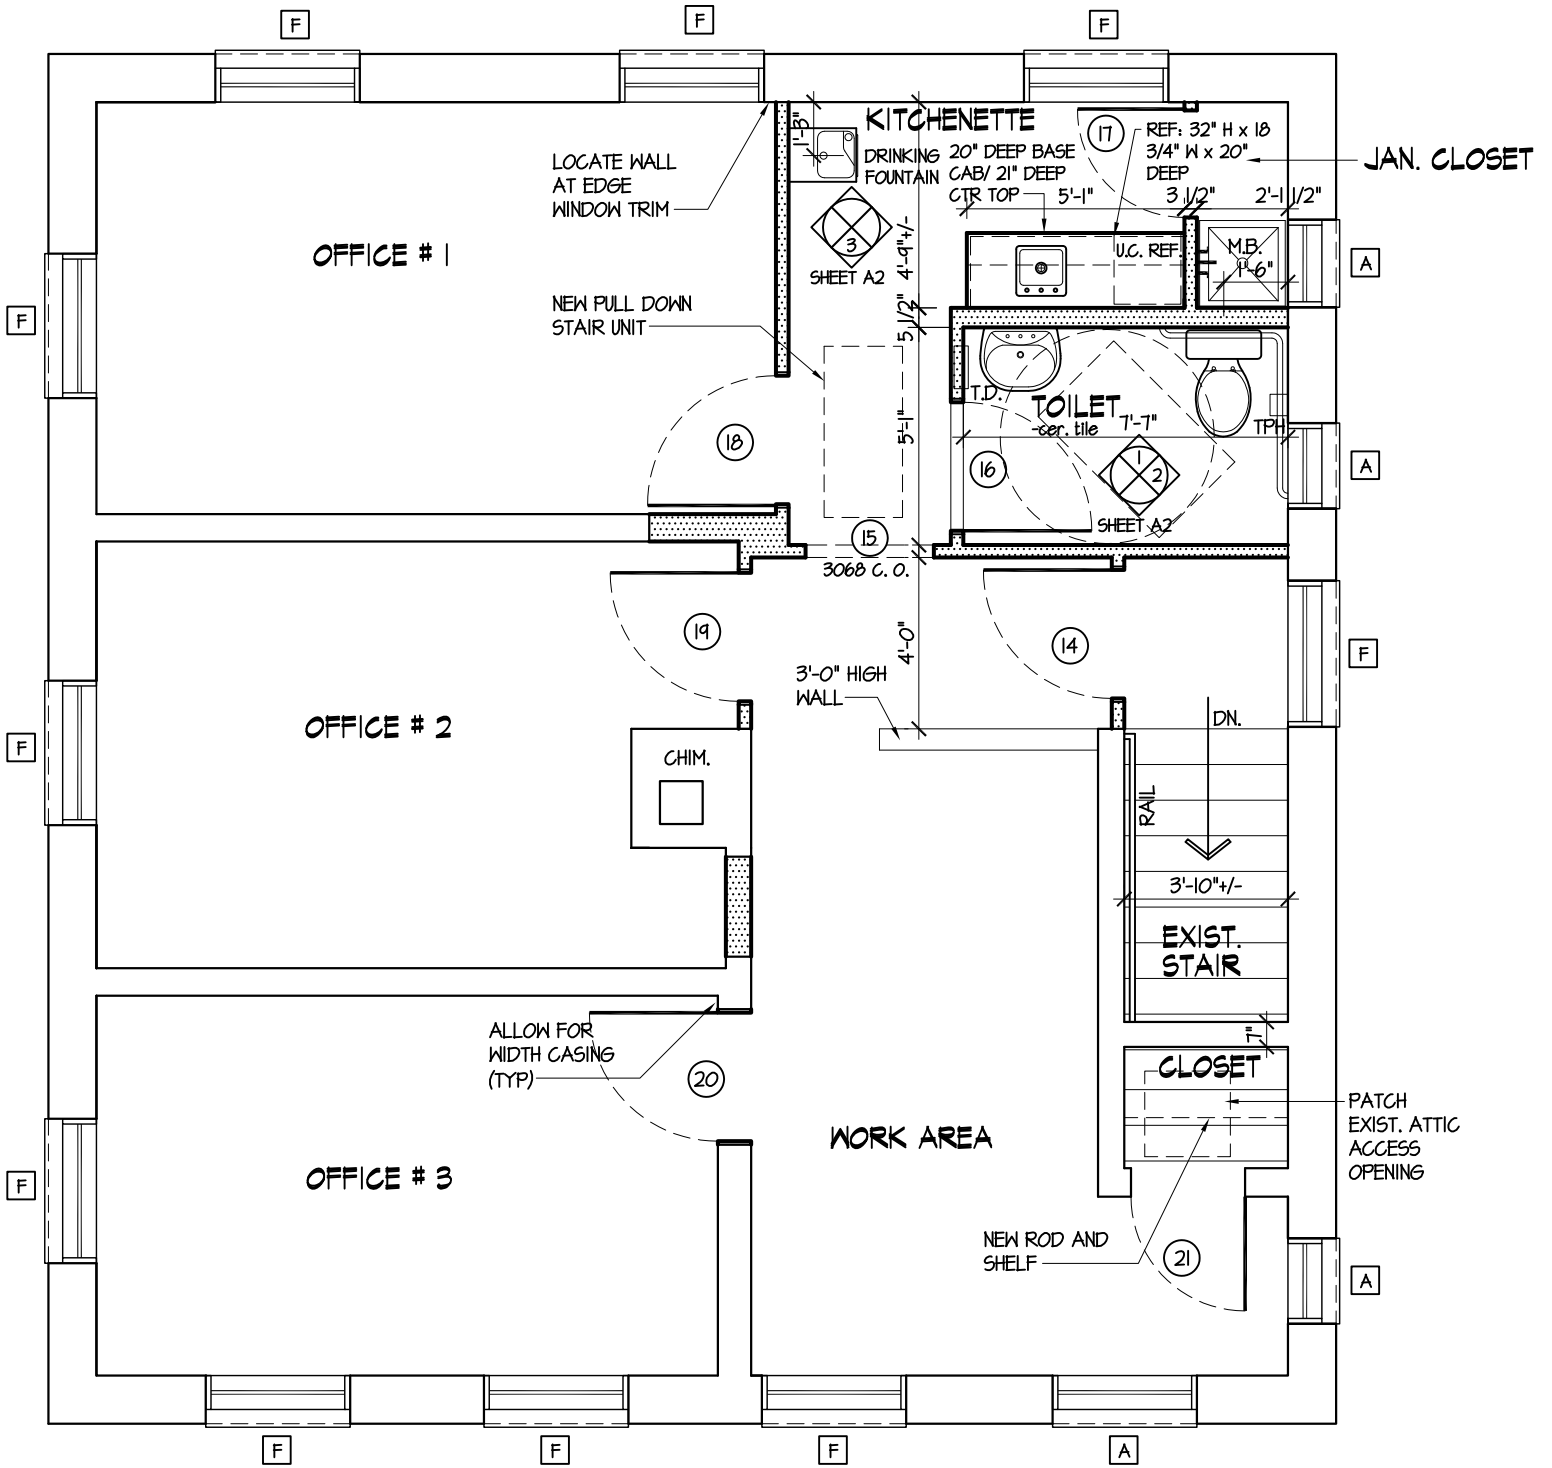 F
F
F
KITCHENETTE
1'-3"
DRINKING
FOUNTAIN
20" DEEP BASE
CAB/ 21" DEEP
CTR TOP
17
REF: 32" H x 18
3/4" W x 20"
DEEP
JAN. CLOSET
LOCATE WALL
AT EDGE
WINDOW TRIM
5'-1"
3 1/2"
2'-1 1/2"
OFFICE # 1
3
SHEET A2
4'-9"+/-
U.C. REF.
M.B.
1'-6"
A
NEW PULL DOWN
STAIR UNIT
F
5 1/2"
T.D.
TOILET
-cer. tile
7'-7"
TPH
5'-1"
18
16
1
2
SHEET A2
A
15
3068 C. O.
19
4'-0"
14
F
3'-0" HIGH
WALL
OFFICE # 2
F
CHIM.
DN.
RAIL
3'-10"+/-
EXIST.
STAIR
ALLOW FOR
WIDTH CASING
(TYP)
20
7"
CLOSET
PATCH
EXIST. ATTIC
ACCESS
OPENING
WORK AREA
OFFICE # 3
F
NEW ROD AND
SHELF
21
A
F
F
F
A